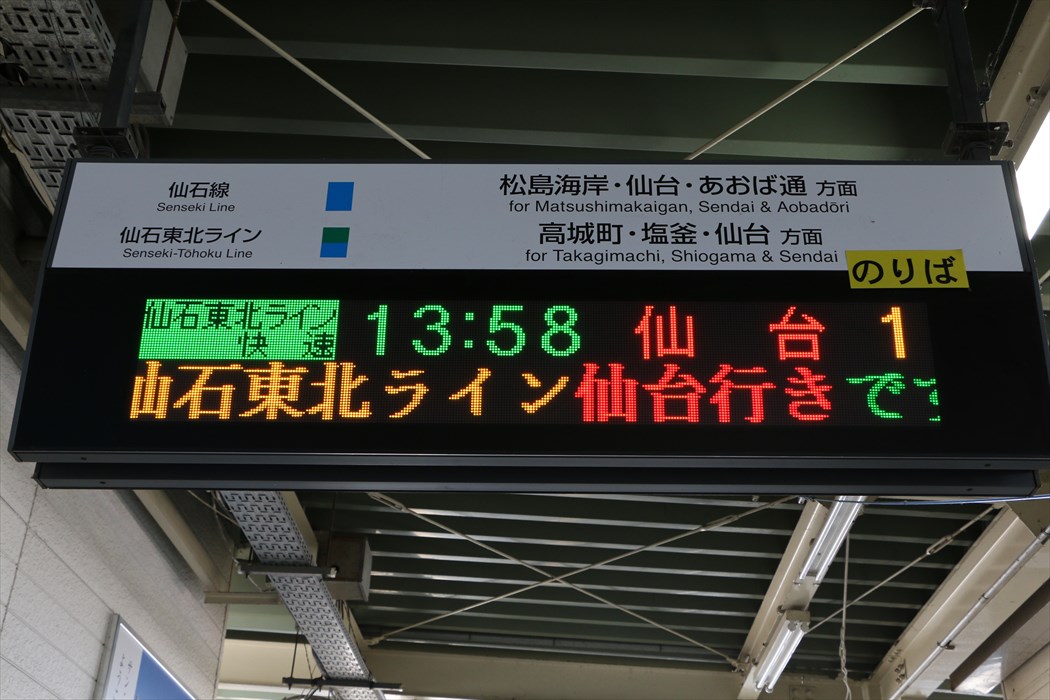 仙石線
Senseki Line
松島海岸・仙台・あおば通 方面
for Matsushimakaigan, Sendai & Aobadōri
仙石東北ライン
Senseki-Tōhoku Line
高城町・塩釜・仙台 方面
for Takagimachi, Shiogama & Sendai
のりば
仙石東北ライン
快速
13:58 仙台 1
仙石東北ライン仙台行きです